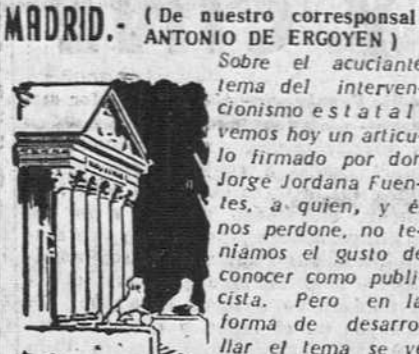 MADRID.- (De nuestro corresponsal
ANTONIO DE ERGOYEN)
Sobre el acuciante
tema del interven-
cionismo estatal
vemos hoy un articu-
lo firmado por don
Jorge Jordana Fuen-
tes, a quien, y é
nos perdone, no te-
niamos el gusto de
conocer como publi-
cista. Pero en la
forma de desarro-
llar el tema se ve